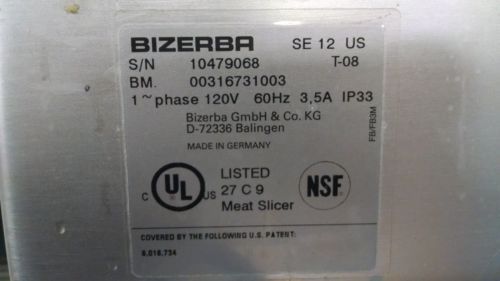 BIZERBA SE 12 US
S/N 10479068 T-08
BM. 00316731003
1~phase 120V 60Hz 3,5A IP33
Bizerba GmbH & Co. KG
D-72336 Balingen
MADE IN GERMANY
FB/FB3M
C UL US
LISTED
27 C 9
Meat Slicer
NSF
COVERED BY THE FOLLOWING U.S. PATENT:
6,016,734